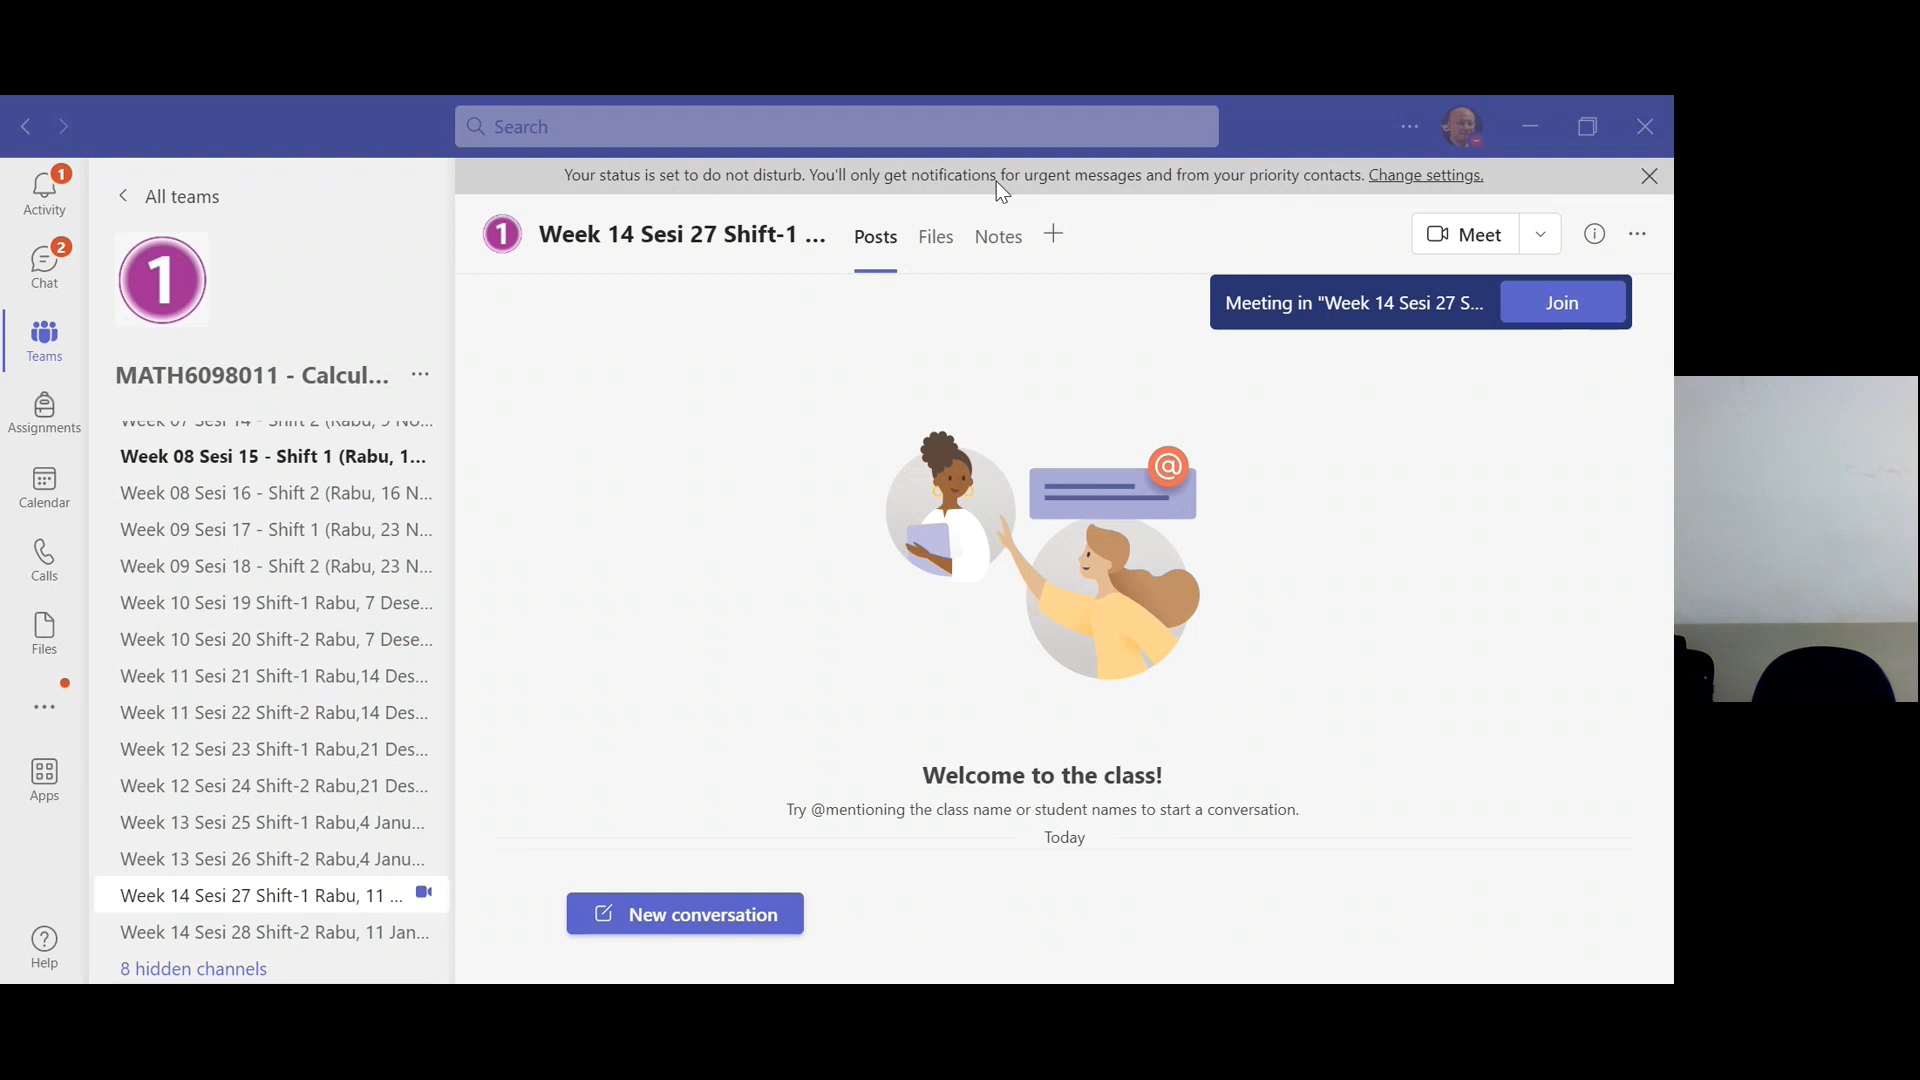 Search
Your status is set to do not disturb. You'll only get notifications for urgent messages and from your priority contacts. Change settings.
1
Activity
2
Chat
Teams
Assignments
Calendar
Calls
Files
Apps
Help
All teams
1
MATH6098011 - Calcul...
Week 07 Sesi 14 - Shift 2 (Rabu, 9 No...
Week 08 Sesi 15 - Shift 1 (Rabu, 1...
Week 08 Sesi 16 - Shift 2 (Rabu, 16 N...
Week 09 Sesi 17 - Shift 1 (Rabu, 23 N...
Week 09 Sesi 18 - Shift 2 (Rabu, 23 N...
Week 10 Sesi 19 Shift-1 Rabu, 7 Dese...
Week 10 Sesi 20 Shift-2 Rabu, 7 Dese...
Week 11 Sesi 21 Shift-1 Rabu,14 Des...
Week 11 Sesi 22 Shift-2 Rabu,14 Des...
Week 12 Sesi 23 Shift-1 Rabu,21 Des...
Week 12 Sesi 24 Shift-2 Rabu,21 Des...
Week 13 Sesi 25 Shift-1 Rabu,4 Janu...
Week 13 Sesi 26 Shift-2 Rabu,4 Janu...
Week 14 Sesi 27 Shift-1 Rabu, 11 ...
Week 14 Sesi 28 Shift-2 Rabu, 11 Jan...
8 hidden channels
1 Week 14 Sesi 27 Shift-1 ... Posts Files Notes
Meet
Meeting in "Week 14 Sesi 27 S... Join
@
Welcome to the class!
Try @mentioning the class name or student names to start a conversation.
Today
New conversation